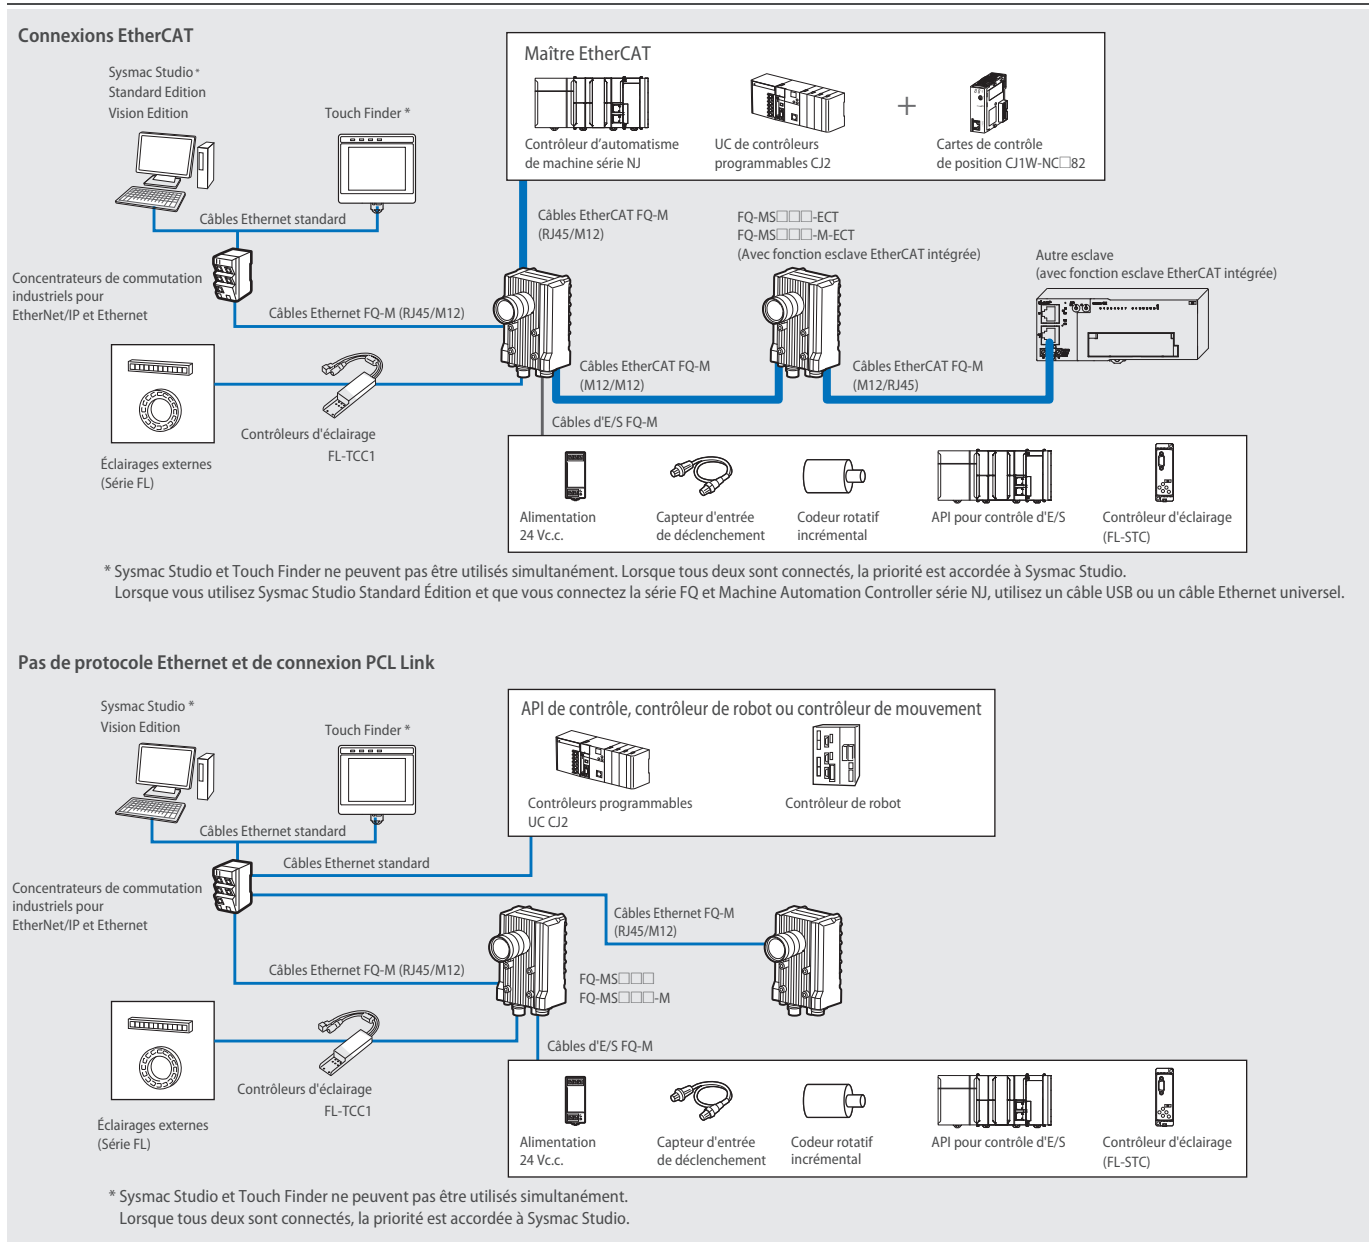 Connexions EtherCAT
Sysmac Studio *
Standard Edition
Vision Edition
Touch Finder *
Câbles Ethernet standard
Concentrateurs de commutation
industriels pour
EtherNet/IP et Ethernet
Câbles Ethernet FQ-M (RJ45/M12)
Contrôleurs d'éclairage
FL-TCC1
Éclairages externes
(Série FL)
Maître EtherCAT
Contrôleur d'automatisme
de machine série NJ
UC de contrôleurs
programmables CJ2
+
Cartes de contrôle
de position CJ1W-NC□82
Câbles EtherCAT FQ-M
(RJ45/M12)
FQ-MS□□□-ECT
FQ-MS□□□-M-ECT
(Avec fonction esclave EtherCAT intégrée)
Autre esclave
(avec fonction esclave EtherCAT intégrée)
Câbles EtherCAT FQ-M
(M12/M12)
Câbles EtherCAT FQ-M
(M12/RJ45)
Câbles d'E/S FQ-M
Alimentation
24 Vc.c.
Capteur d'entrée
de déclenchement
Codeur rotatif
incrémental
API pour contrôle d'E/S
Contrôleur d'éclairage
(FL-STC)
* Sysmac Studio et Touch Finder ne peuvent pas être utilisés simultanément. Lorsque tous deux sont connectés, la priorité est accordée à Sysmac Studio.
Lorsque vous utilisez Sysmac Studio Standard Édition et que vous connectez la série FQ et Machine Automation Controller série NJ, utilisez un câble USB ou un câble Ethernet universel.
Pas de protocole Ethernet et de connexion PCL Link
Sysmac Studio *
Vision Edition
Touch Finder *
Câbles Ethernet standard
Concentrateurs de commutation
industriels pour
EtherNet/IP et Ethernet
Câbles Ethernet standard
API de contrôle, contrôleur de robot ou contrôleur de mouvement
Contrôleurs programmables
UC CJ2
Contrôleur de robot
Câbles Ethernet FQ-M
(RJ45/M12)
Câbles Ethernet FQ-M (RJ45/M12)
FQ-MS□□□
FQ-MS□□□-M
Contrôleurs d'éclairage
FL-TCC1
Éclairages externes
(Série FL)
Câbles d'E/S FQ-M
Alimentation
24 Vc.c.
Capteur d'entrée
de déclenchement
Codeur rotatif
incrémental
API pour contrôle d'E/S
Contrôleur d'éclairage
(FL-STC)
* Sysmac Studio et Touch Finder ne peuvent pas être utilisés simultanément.
Lorsque tous deux sont connectés, la priorité est accordée à Sysmac Studio.